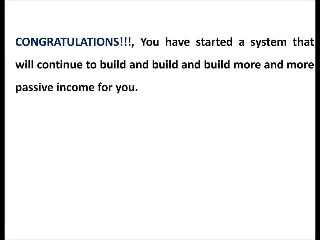 CONGRATULATIONS!!!, You have started a system that
will continue to build and build and build more and more
passive income for you.